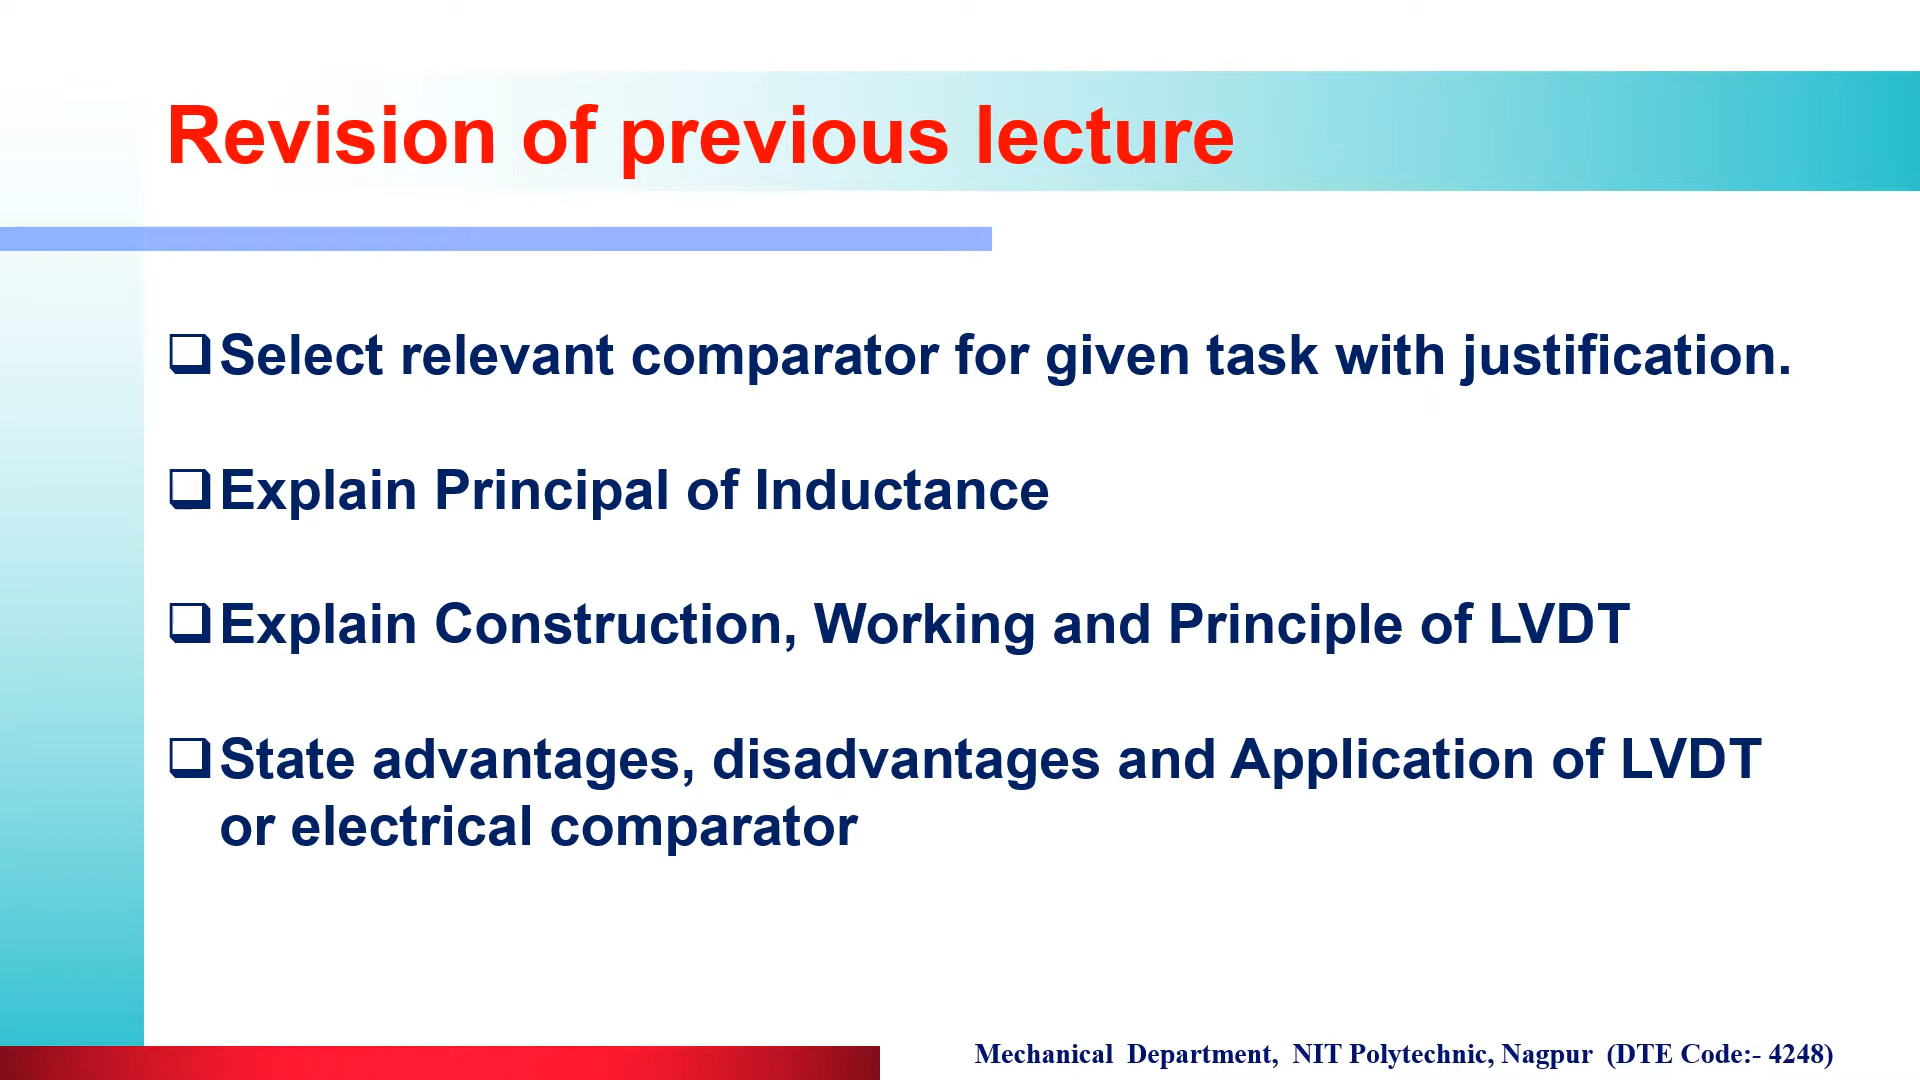 Revision of previous lecture
Select relevant comparator for given task with justification.
Explain Principal of Inductance
Explain Construction, Working and Principle of LVDT
State advantages, disadvantages and Application of LVDT
or electrical comparator
Mechanical Department, NIT Polytechnic, Nagpur (DTE Code:- 4248)